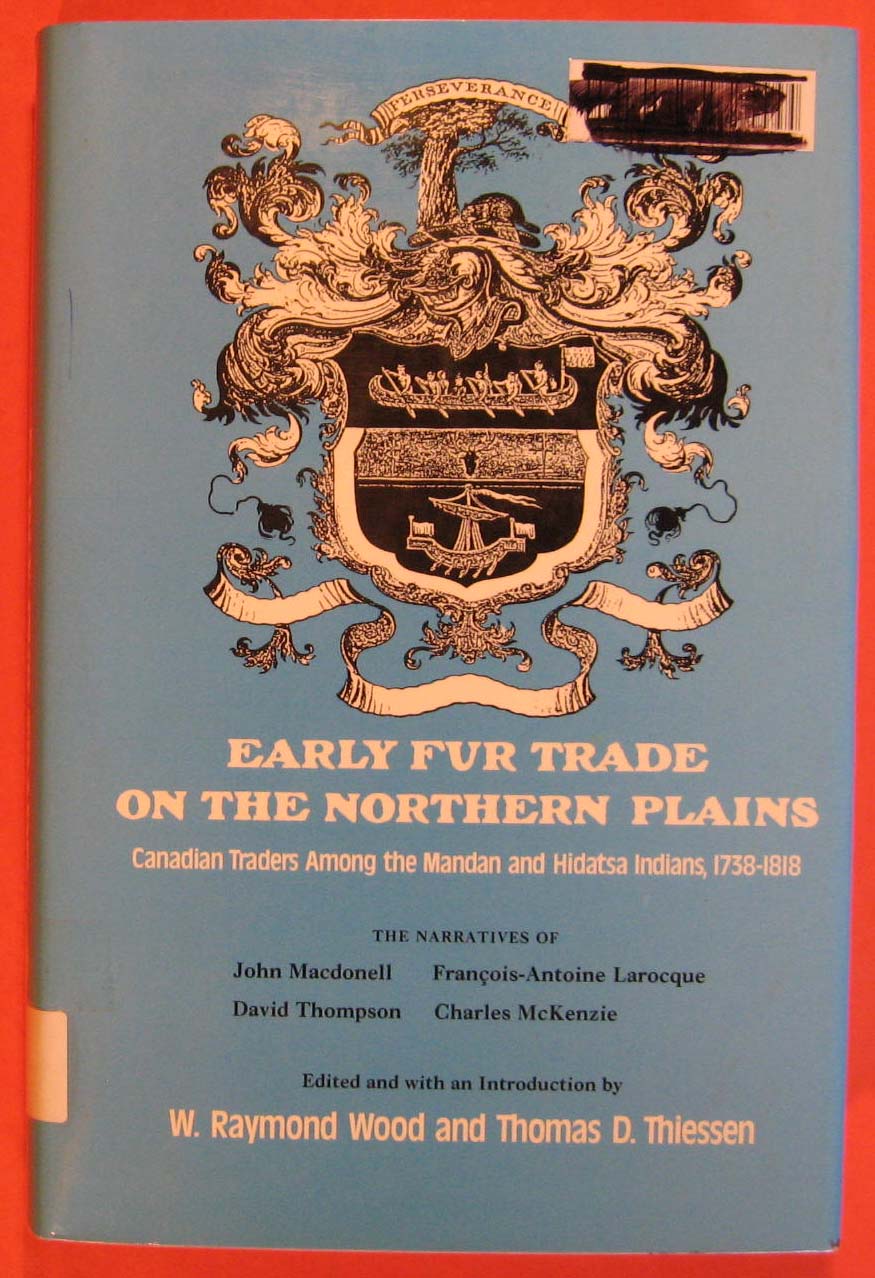 PERSEVERANCE
EARLY FUR TRADE
ON THE NORTHERN PLAINS
Canadian Traders Among the Mandan and Hidatsa Indians, 1738-1818
THE NARRATIVES OF
John Macdonell François-Antoine Larocque
David Thompson Charles McKenzie
Edited and with an Introduction by
W. Raymond Wood and Thomas D. Thiessen